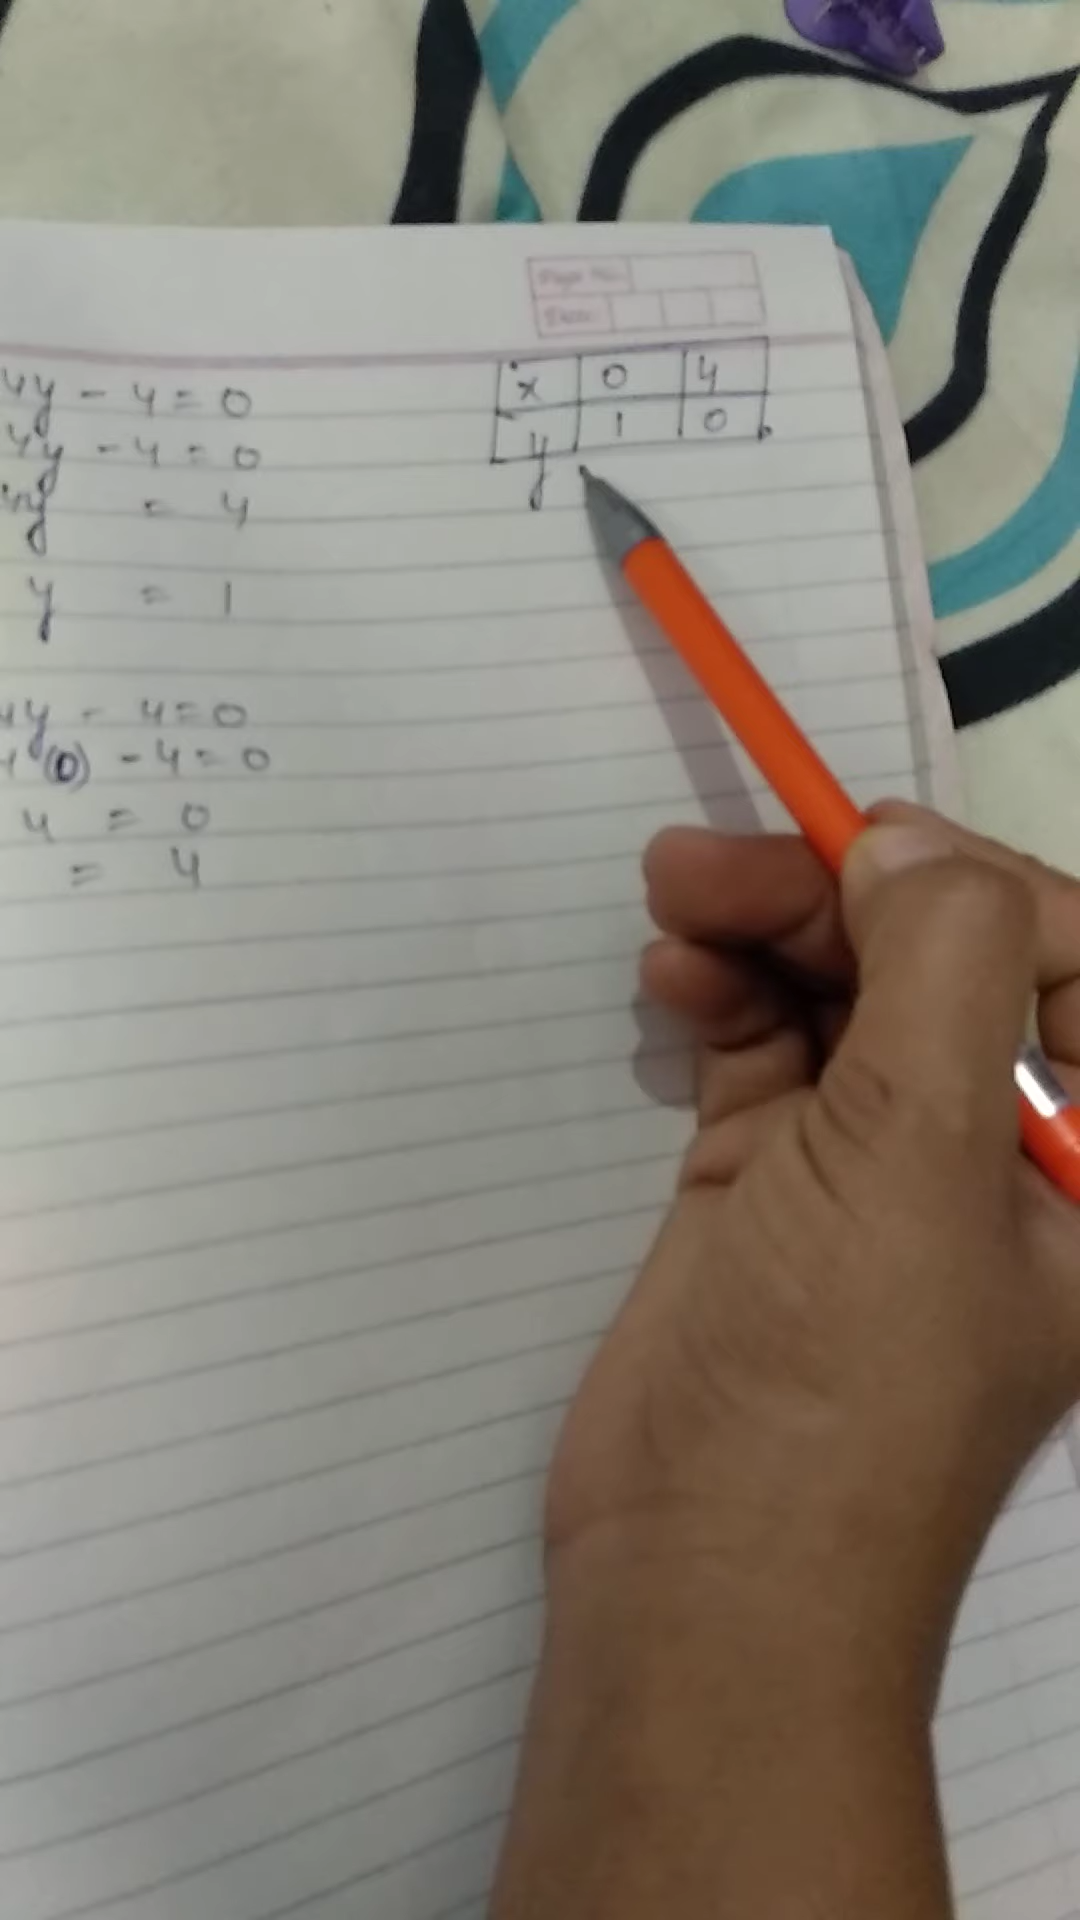 4y - 4 = 0
4y - 4 = 0
4y = 4
y = 1
4y - 4 = 0
4 (0) - 4 = 0
4 = 0
= 4
Page No.
Date:
x 0 4
y 1 0